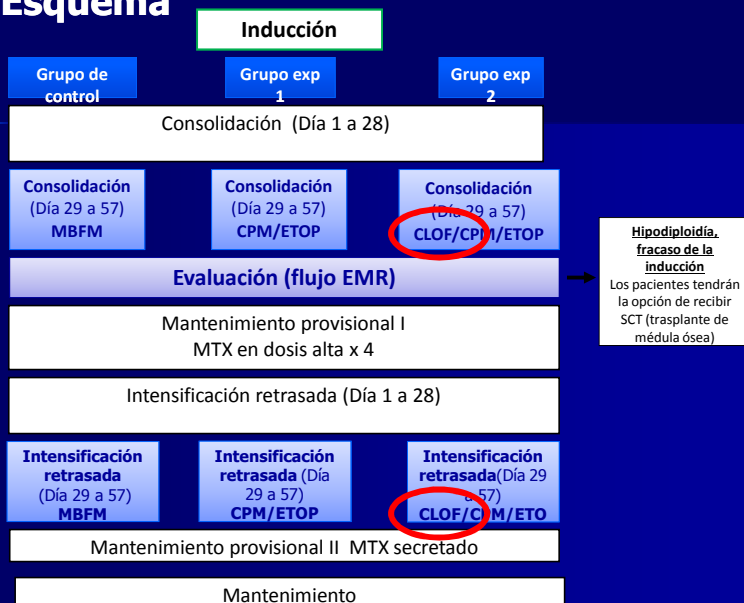 Esquema
Inducción
Grupo de
control
Grupo exp
1
Grupo exp
2
Consolidación (Día 1 a 28)
Consolidación
(Día 29 a 57)
MBFM
Consolidación
(Día 29 a 57)
CPM/ETOP
Consolidación
(Día 29 a 57)
CLOF/CPM/ETOP
Evaluación (flujo EMR)
Hipodiploidía,
fracaso de la
inducción
Los pacientes tendrán
la opción de recibir
SCT (trasplante de
médula ósea)
Mantenimiento provisional I
MTX en dosis alta x 4
Intensificación retrasada (Día 1 a 28)
Intensificación
retrasada
(Día 29 a 57)
MBFM
Intensificación
retrasada (Día
29 a 57)
CPM/ETOP
Intensificación
retrasada(Día 29
a 57)
CLOF/CPM/ETO
Mantenimiento provisional II MTX secretado
Mantenimiento